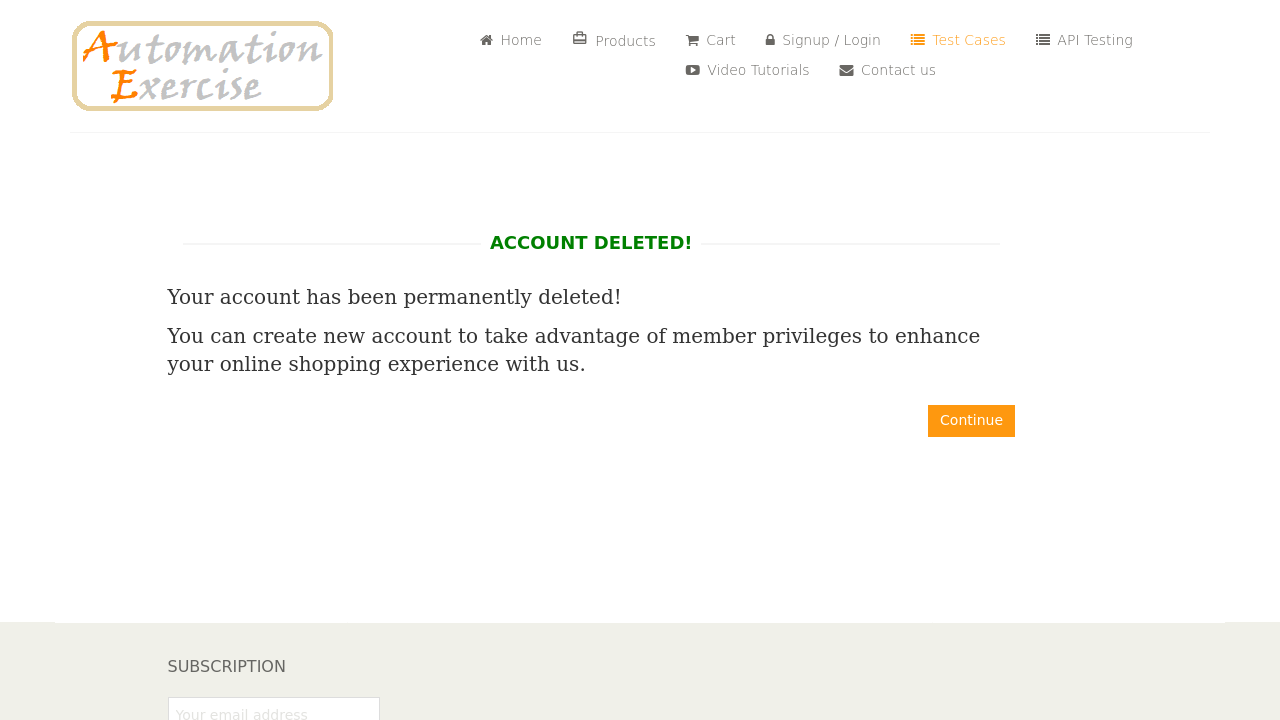 Automation
Exercise
Home
Products
Cart
Signup / Login
Test Cases
API Testing
Video Tutorials
Contact us
ACCOUNT DELETED!
Your account has been permanently deleted!
You can create new account to take advantage of member privileges to enhance
your online shopping experience with us.
Continue
SUBSCRIPTION
Your email address